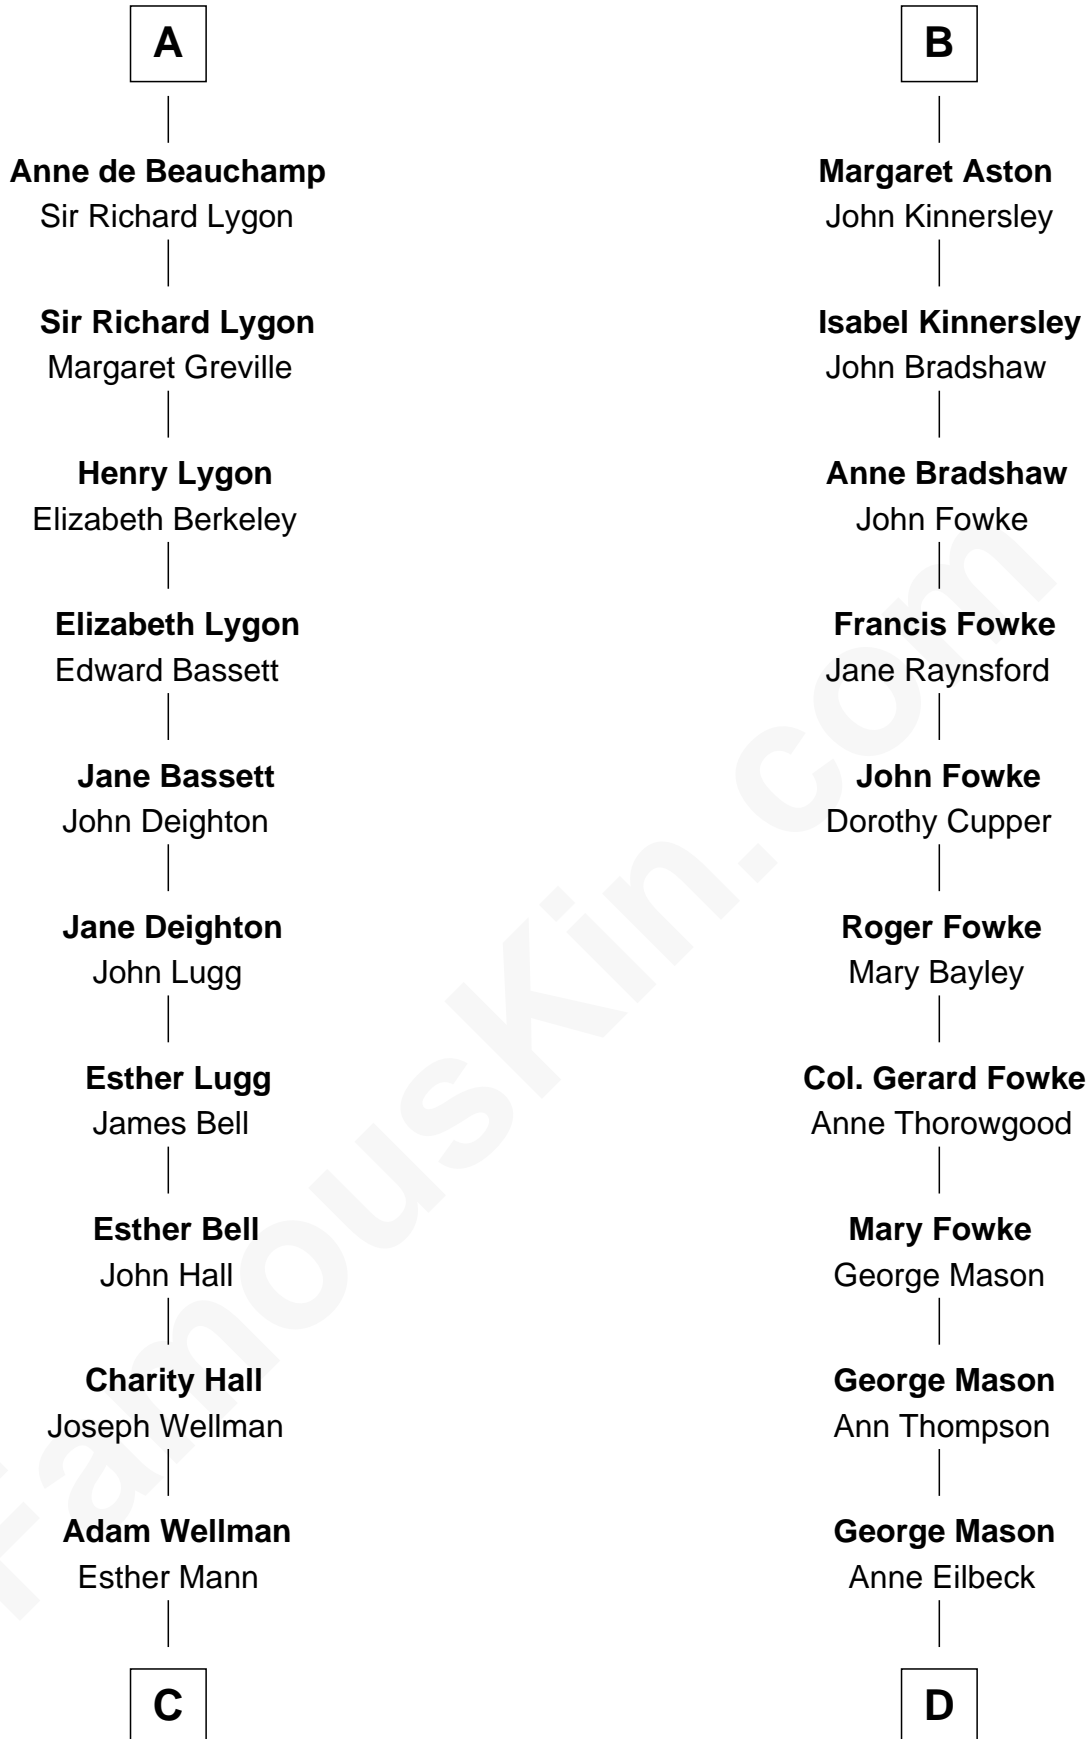 A
Anne de Beauchamp
Sir Richard Lygon
Sir Richard Lygon
Margaret Greville
Henry Lygon
Elizabeth Berkeley
Elizabeth Lygon
Edward Bassett
Jane Bassett
John Deighton
Jane Deighton
John Lugg
Esther Lugg
James Bell
Esther Bell
John Hall
Charity Hall
Joseph Wellman
Adam Wellman
Esther Mann
C
B
Margaret Aston
John Kinnersley
Isabel Kinnersley
John Bradshaw
Anne Bradshaw
John Fowke
Francis Fowke
Jane Raynsford
John Fowke
Dorothy Cupper
Roger Fowke
Mary Bayley
Col. Gerard Fowke
Anne Thorowgood
Mary Fowke
George Mason
George Mason
Ann Thompson
George Mason
Anne Eilbeck
D
FamousKin.com